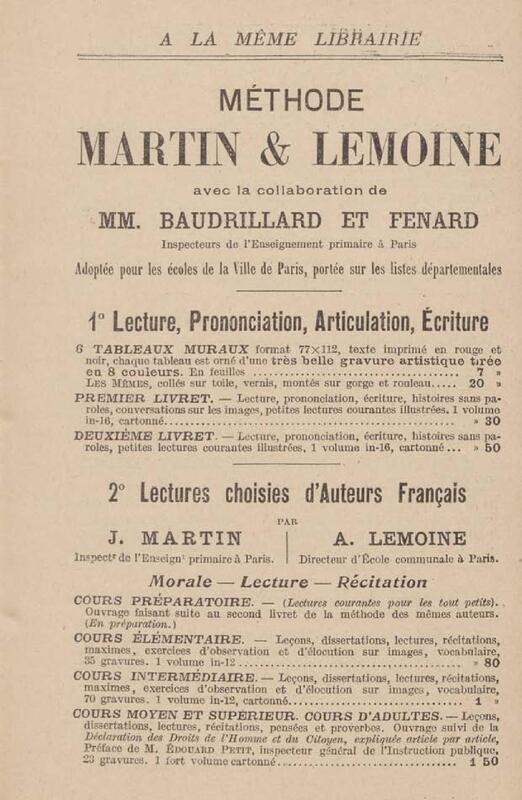 A LA MÊME LIBRAIRIE
MÉTHODE
MARTIN & LEMOINE
avec la collaboration de
MM. BAUDRILLARD ET FENARD
Inspecteurs de l'Enseignement primaire à Paris
Adoptée pour les écoles de la Ville de Paris, portée sur les listes départementales
1° Lecture, Prononciation, Articulation, Écriture
6 TABLEAUX MURAUX format 77×112, texte imprimé en rouge et
noir, chaque tableau est orné d'une très belle gravure artistique tirée
en 8 couleurs. En feuilles ........ 7 »
LES MÊMES, collés sur toile, vernis, montés sur gorge et rouleau..... 20 »
PREMIER LIVRET. — Lecture, prononciation, écriture, histoires sans pa-
roles, conversations sur les images, petites lectures courantes illustrées. 1 volume
in-16, cartonné........ » 30
DEUXIÈME LIVRET. — Lecture, prononciation, écriture, histoires sans pa-
roles, petites lectures courantes illustrées, 1 volume in-16, cartonné... » 50
2° Lectures choisies d'Auteurs Français
PAR
J. MARTIN A. LEMOINE
Inspectr de l'Enseignt primaire à Paris. Directeur d'École communale à Paris.
Morale — Lecture — Récitation
COURS PRÉPARATOIRE. — (Lectures courantes pour les tout petits).
Ouvrage faisant suite au second livret de la méthode des mêmes auteurs.
(En préparation.)
COURS ÉLÉMENTAIRE. — Leçons, dissertations, lectures, récitations,
maximes, exercices d'observation et d'élocution sur images, vocabulaire,
35 gravures. 1 volume in-12........ » 80
COURS INTERMÉDIAIRE. — Leçons, dissertations, lectures, récitations,
maximes, exercices d'observation et d'élocution sur images, vocabulaire,
70 gravures. 1 volume in-12, cartonné........ 1 »
COURS MOYEN ET SUPÉRIEUR. COURS D'ADULTES. — Leçons,
dissertations, lectures, récitations, pensées et proverbes. Ouvrage suivi de la
Déclaration des Droits de l'Homme et du Citoyen, expliquée article par article,
Préface de M. ÉDOUARD PETIT, inspecteur général de l'Instruction publique,
23 gravures. 1 fort volume cartonné........ 1 50